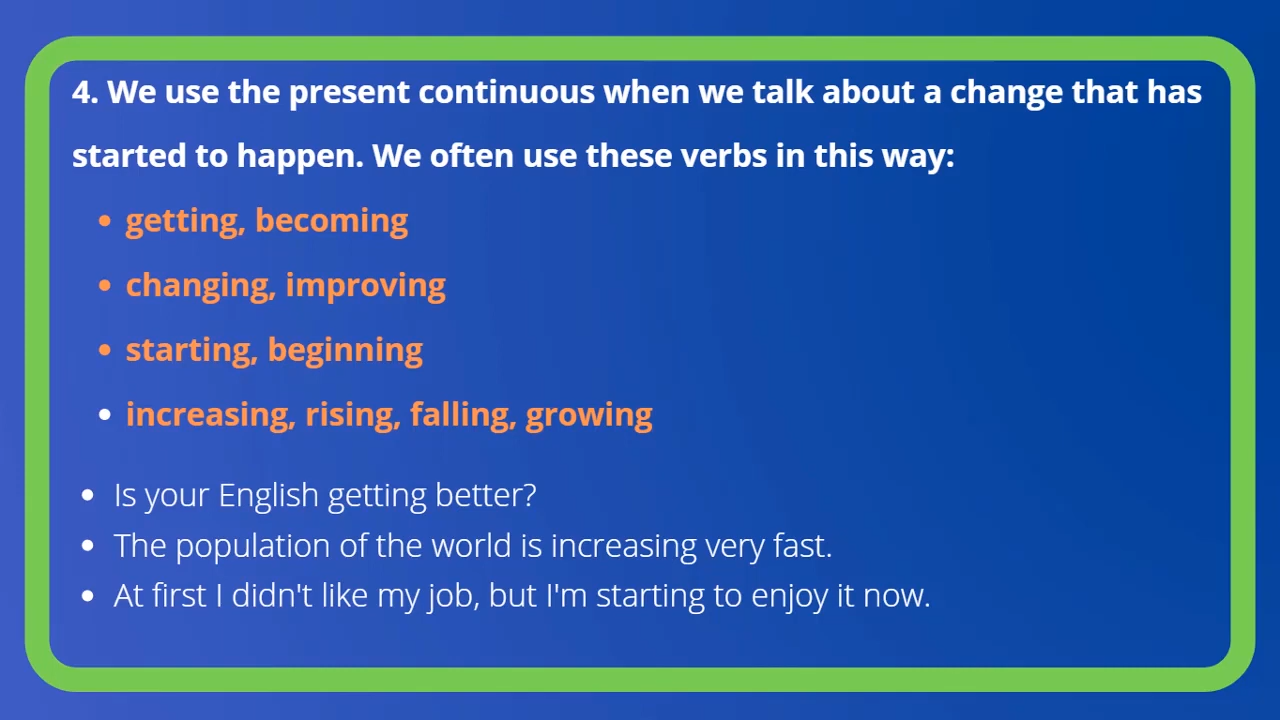 4. We use the present continuous when we talk about a change that has
started to happen. We often use these verbs in this way:
• getting, becoming
• changing, improving
• starting, beginning
• increasing, rising, falling, growing
• Is your English getting better?
• The population of the world is increasing very fast.
• At first I didn't like my job, but I'm starting to enjoy it now.